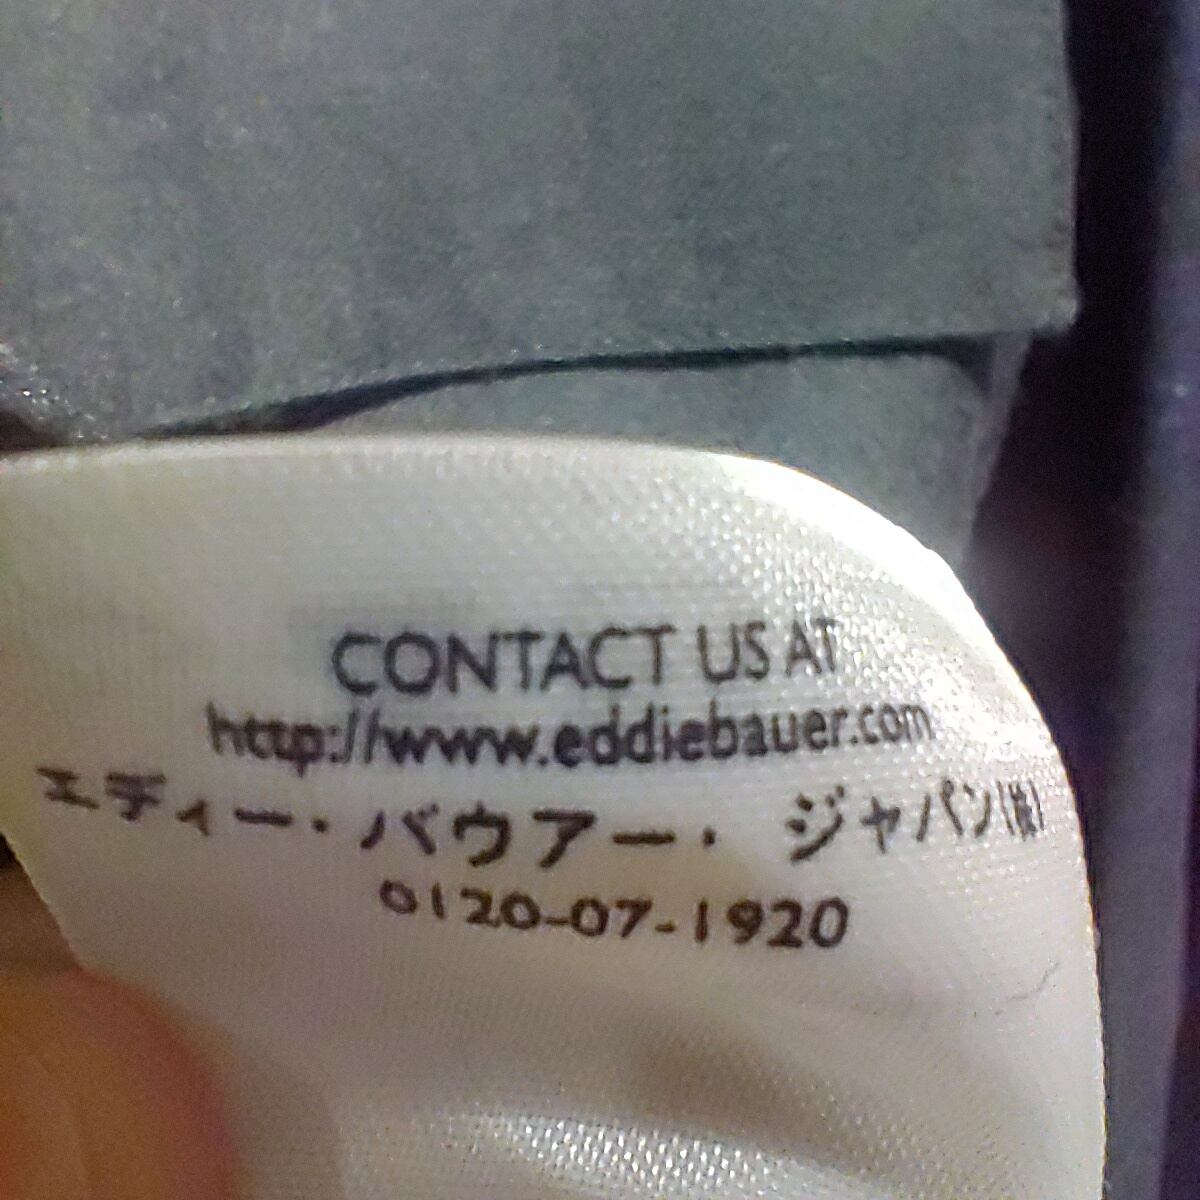 CONTACT US AT
http://www.eddiebauer.com
エディー・バウアー・ ジャパン(株)
0120-07-1920